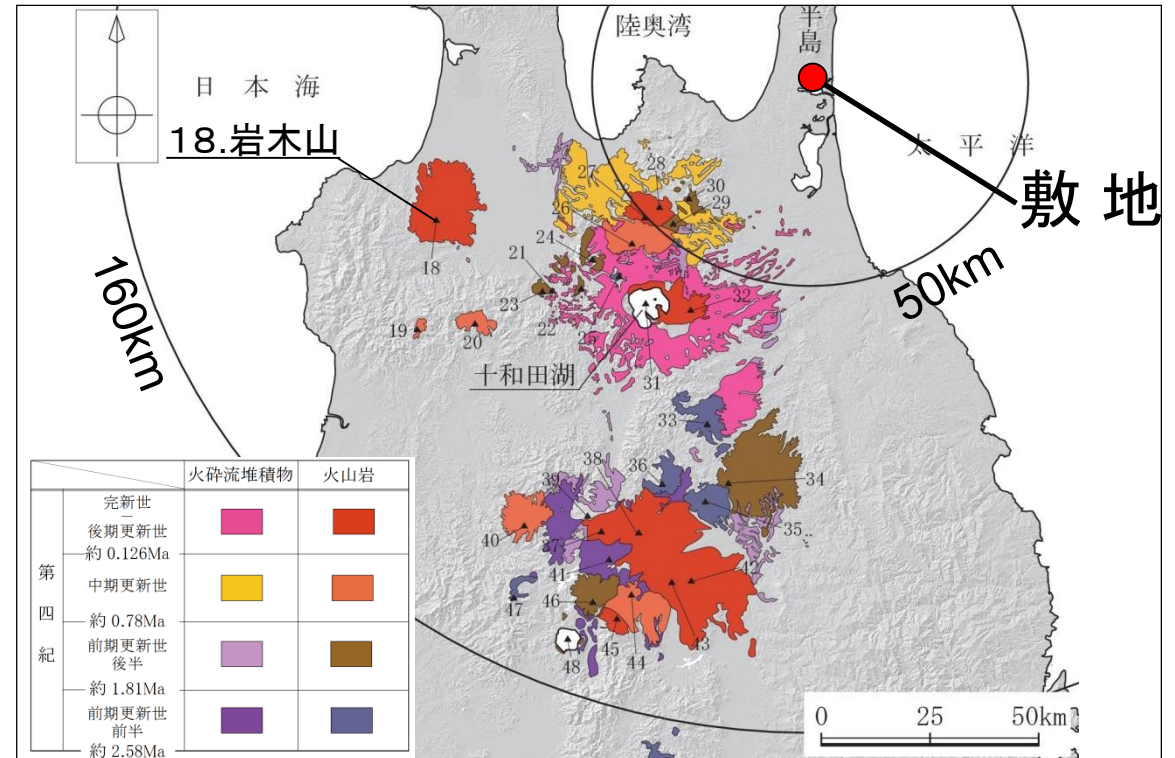 陸奥湾
半島
日本海
18.岩木山
太平洋
敷地
160km
50km
27
28
30
29
26
24
21
23
22
25
18
19
20
32
31
十和田湖
33
34
35
36
38
39
37
40
41
42
43
44
45
46
47
48
火砕流堆積物
火山岩
第四紀
完新世
―
後期更新世
約 0.126Ma
中期更新世
約 0.78Ma
前期更新世
後半
約 1.81Ma
前期更新世
前半
約 2.58Ma
0 25 50km